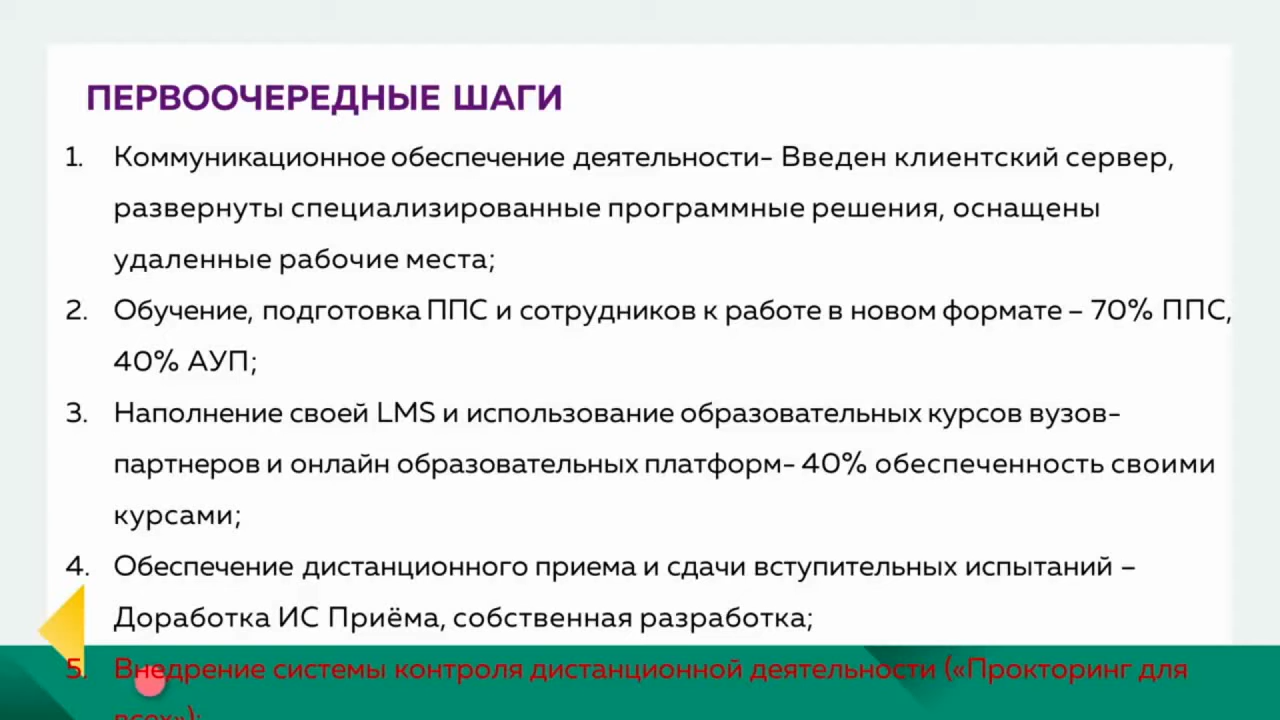 ПЕРВООЧЕРЕДНЫЕ ШАГИ
1. Коммуникационное обеспечение деятельности- Введен клиентский сервер,
развернуты специализированные программные решения, оснащены
удаленные рабочие места;
2. Обучение, подготовка ППС и сотрудников к работе в новом формате – 70% ППС,
40% АУП;
3. Наполнение своей LMS и использование образовательных курсов вузов-
партнеров и онлайн образовательных платформ- 40% обеспеченность своими
курсами;
4. Обеспечение дистанционного приема и сдачи вступительных испытаний –
Доработка ИС Приёма, собственная разработка;
5. Внедрение системы контроля дистанционной деятельности («Прокторинг для
всех»);